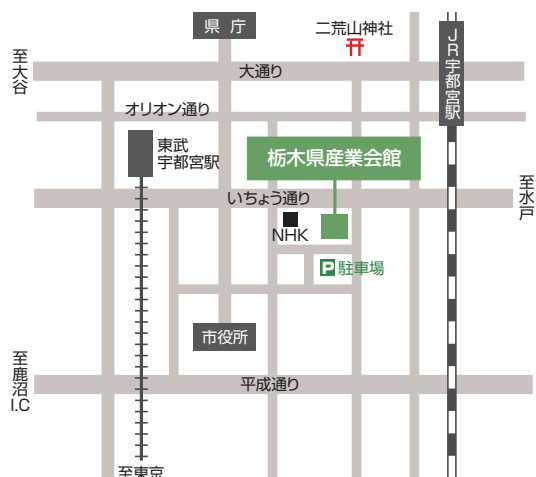 県 庁
二荒山神社
JR宇都宮駅
至大谷
大通り
オリオン通り
東武
宇都宮駅
栃木県産業会館
いちょう通り
至水戸
NHK
P 駐車場
市役所
至鹿沼
I.C
平成通り
至東京